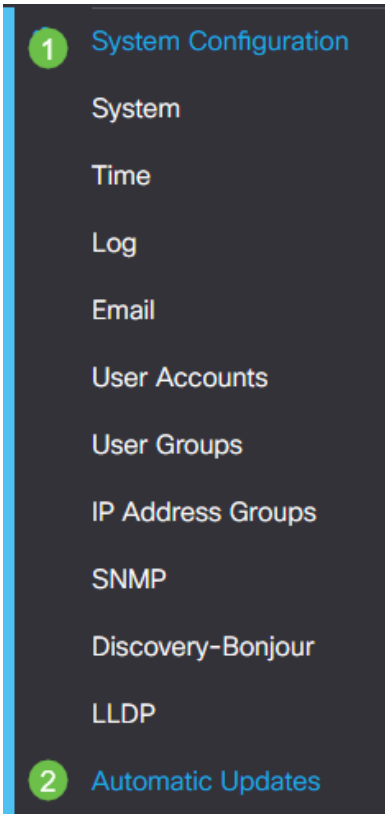 1 System Configuration
System
Time
Log
Email
User Accounts
User Groups
IP Address Groups
SNMP
Discovery-Bonjour
LLDP
2 Automatic Updates